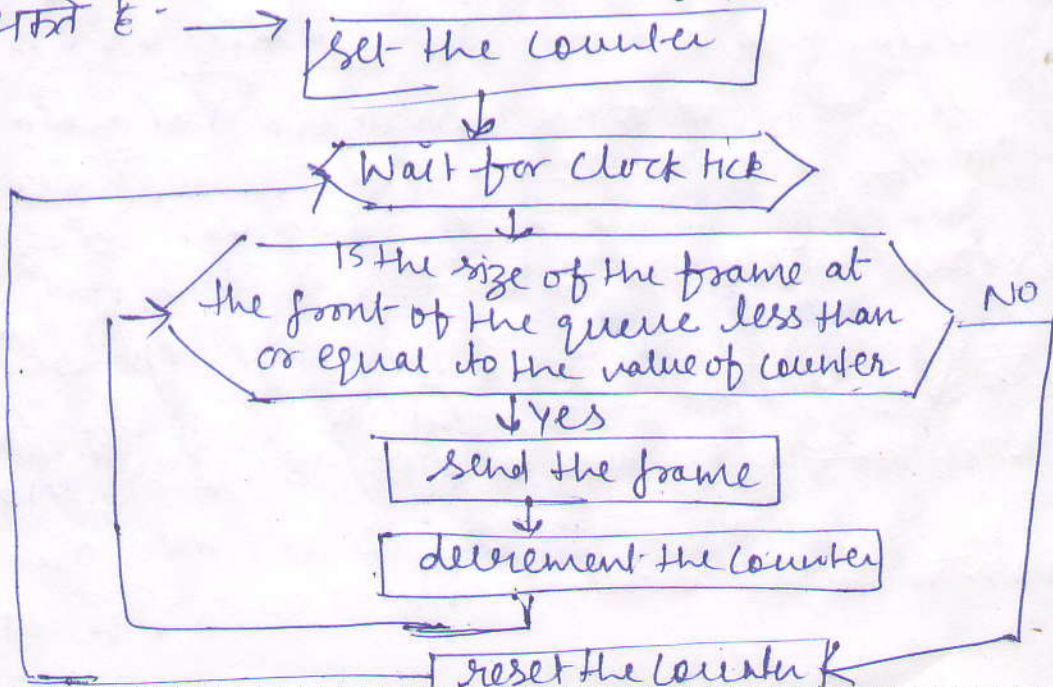 है -
set the counter
Wait for Clock tick
Is the size of the frame at
the front of the queue less than
or equal to the value of counter
NO
Yes
send the frame
decrement the counter
reset the counter